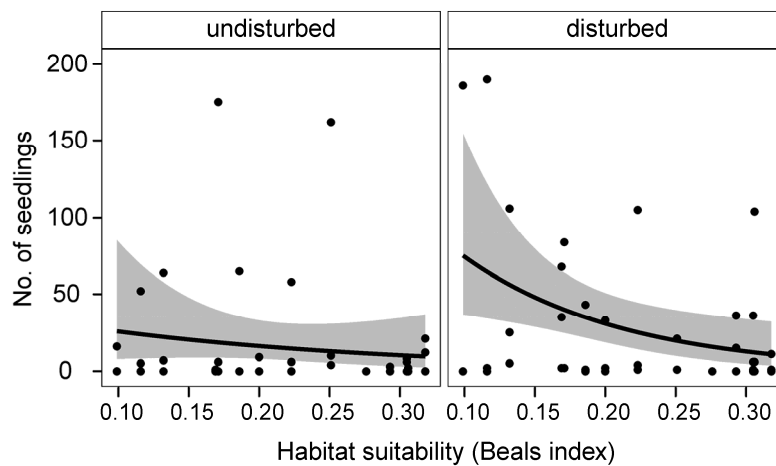 undisturbed
disturbed
No. of seedlings
200
150
100
50
0
0.10 0.15 0.20 0.25 0.30
0.10 0.15 0.20 0.25 0.30
Habitat suitability (Beals index)